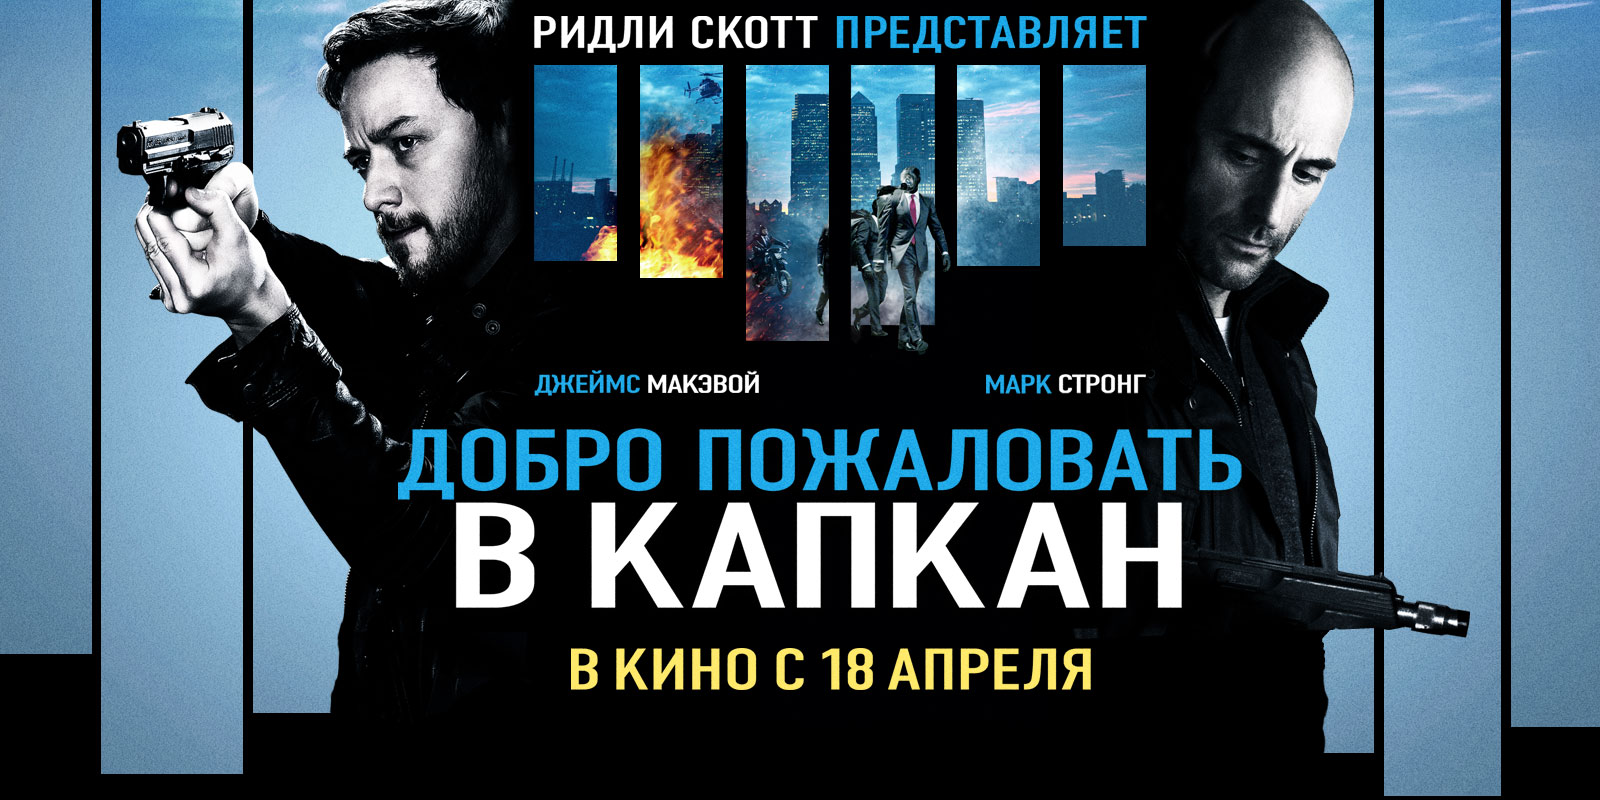 РИДЛИ СКОТТ ПРЕДСТАВЛЯЕТ
ДЖЕЙМС МАКЭВОЙ МАРК СТРОНГ
ДОБРО ПОЖАЛОВАТЬ
В КАПКАН
В КИНО С 18 АПРЕЛЯ